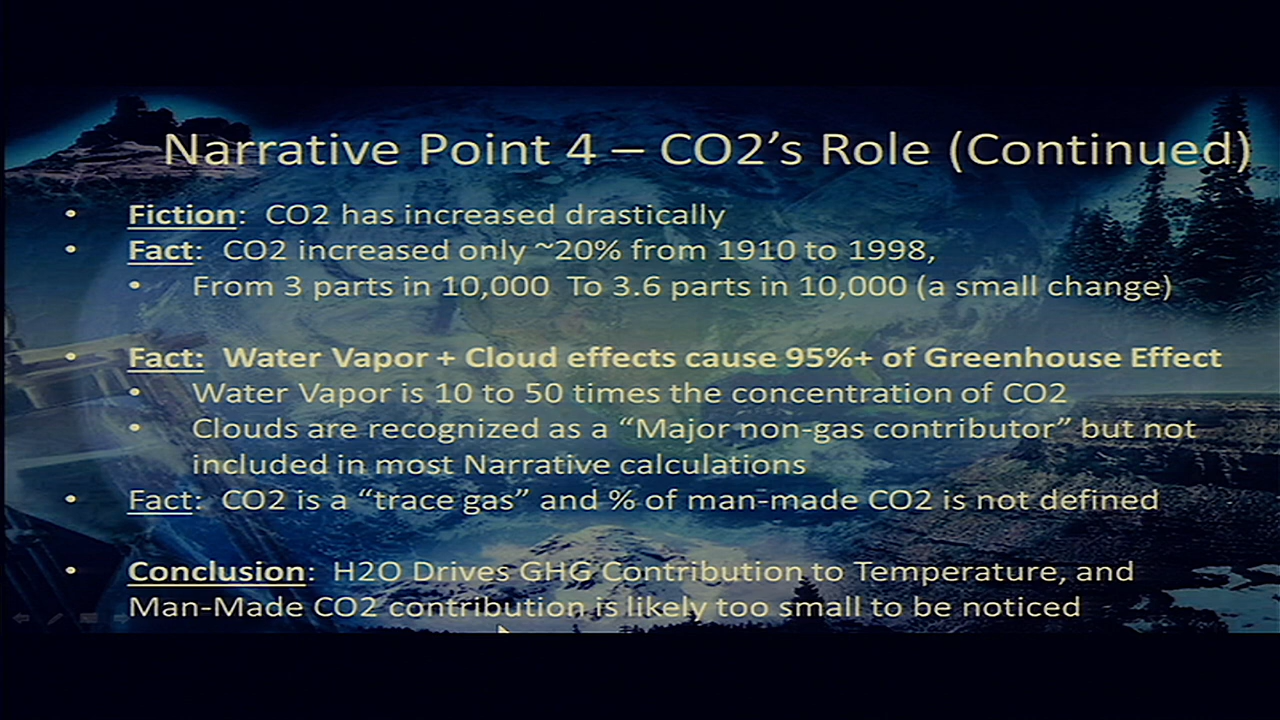 Narrative Point 4 – CO2's Role (Continued)
• Fiction: CO2 has increased drastically
• Fact: CO2 increased only ~20% from 1910 to 1998,
• From 3 parts in 10,000 To 3.6 parts in 10,000 (a small change)
• Fact: Water Vapor + Cloud effects cause 95%+ of Greenhouse Effect
• Water Vapor is 10 to 50 times the concentration of CO2
• Clouds are recognized as a “Major non-gas contributor” but not
included in most Narrative calculations
• Fact: CO2 is a “trace gas” and % of man-made CO2 is not defined
• Conclusion: H2O Drives GHG Contribution to Temperature, and
Man-Made CO2 contribution is likely too small to be noticed